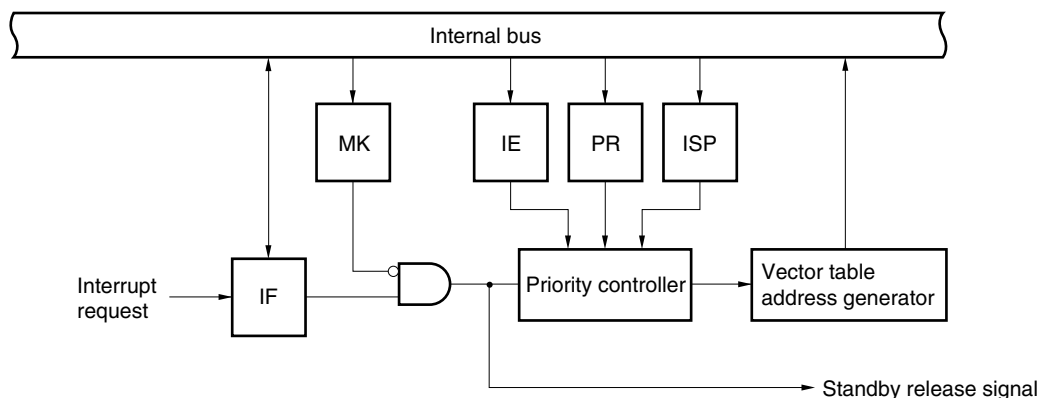 Internal bus
MK
IE
PR
ISP
Interrupt
request
IF
Priority controller
Vector table
address generator
Standby release signal